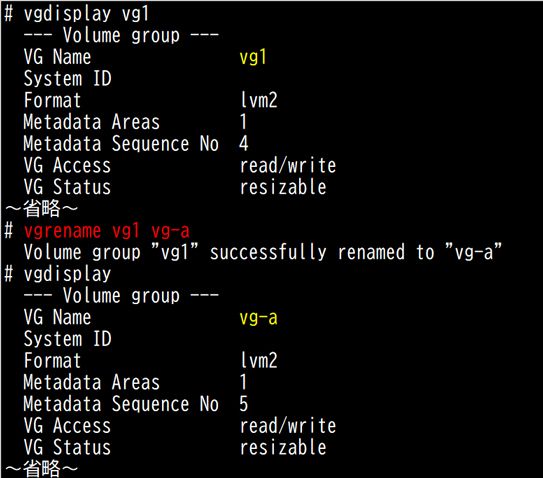 # vgdisplay vg1
  --- Volume group ---
  VG Name               vg1
  System ID
  Format                lvm2
  Metadata Areas        1
  Metadata Sequence No  4
  VG Access             read/write
  VG Status             resizable
～省略～
# vgrename vg1 vg-a
  Volume group ”vg1” successfully renamed to ”vg-a”
# vgdisplay
  --- Volume group ---
  VG Name               vg-a
  System ID
  Format                lvm2
  Metadata Areas        1
  Metadata Sequence No  5
  VG Access             read/write
  VG Status             resizable
～省略～